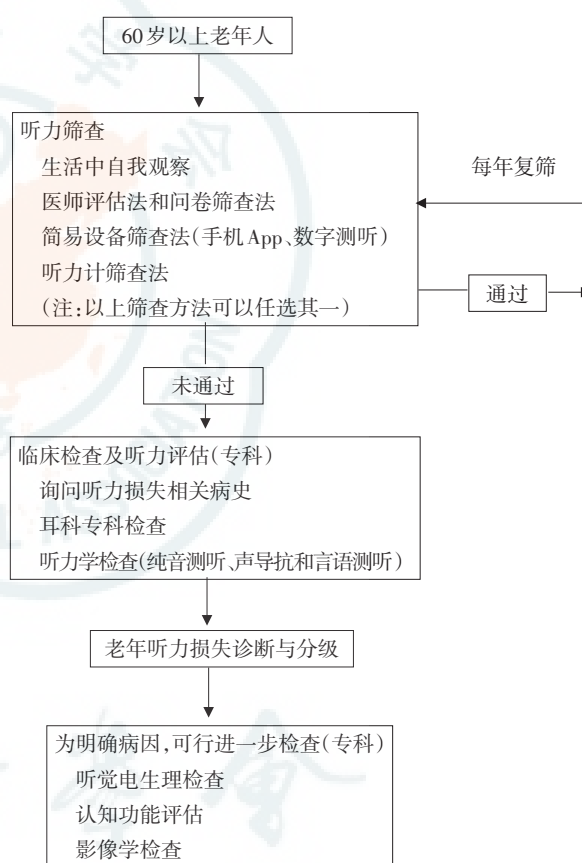 60岁以上老年人
听力筛查
生活中自我观察
医师评估法和问卷筛查法
简易设备筛查法(手机App、数字测听)
听力计筛查法
(注:以上筛查方法可以任选其一)
每年复筛
通过
未通过
临床检查及听力评估(专科)
询问听力损失相关病史
耳科专科检查
听力学检查(纯音测听、声导抗和言语测听)
老年听力损失诊断与分级
为明确病因,可行进一步检查(专科)
听觉电生理检查
认知功能评估
影像学检查